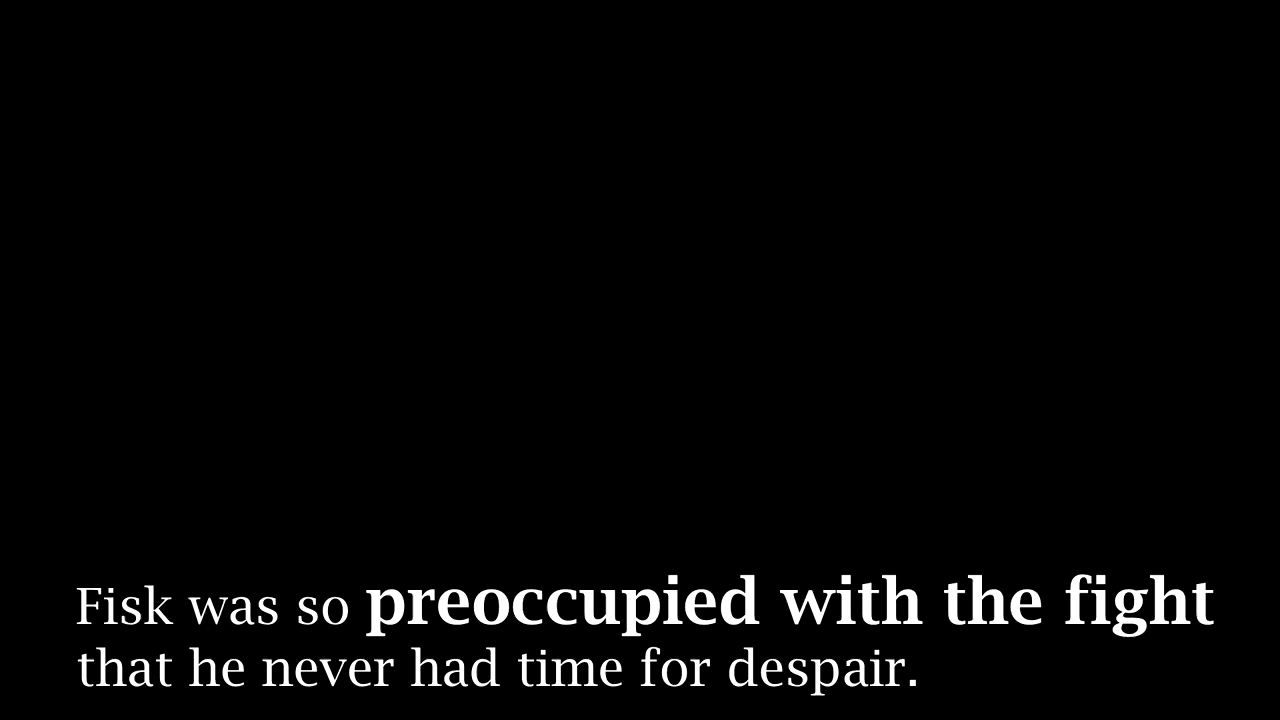 Fisk was so preoccupied with the fight
that he never had time for despair.